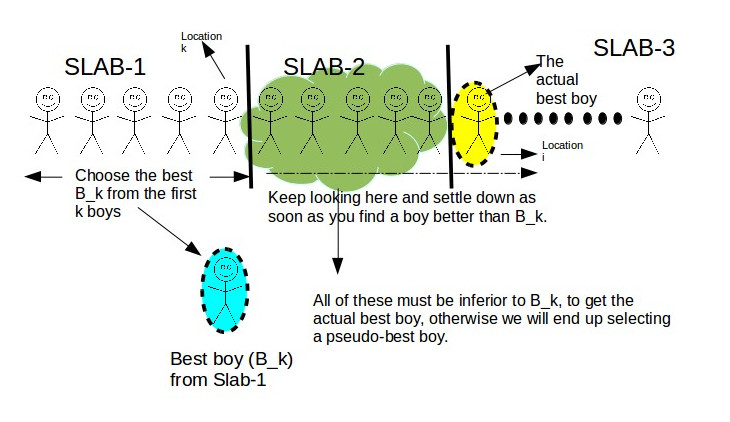 Location
k
SLAB-1
SLAB-2
SLAB-3
The
actual
best boy
Location
i
Choose the best
B_k from the first
k boys
Keep looking here and settle down as
soon as you find a boy better than B_k.
All of these must be inferior to B_k, to get the
actual best boy, otherwise we will end up selecting
a pseudo-best boy.
Best boy (B_k)
from Slab-1